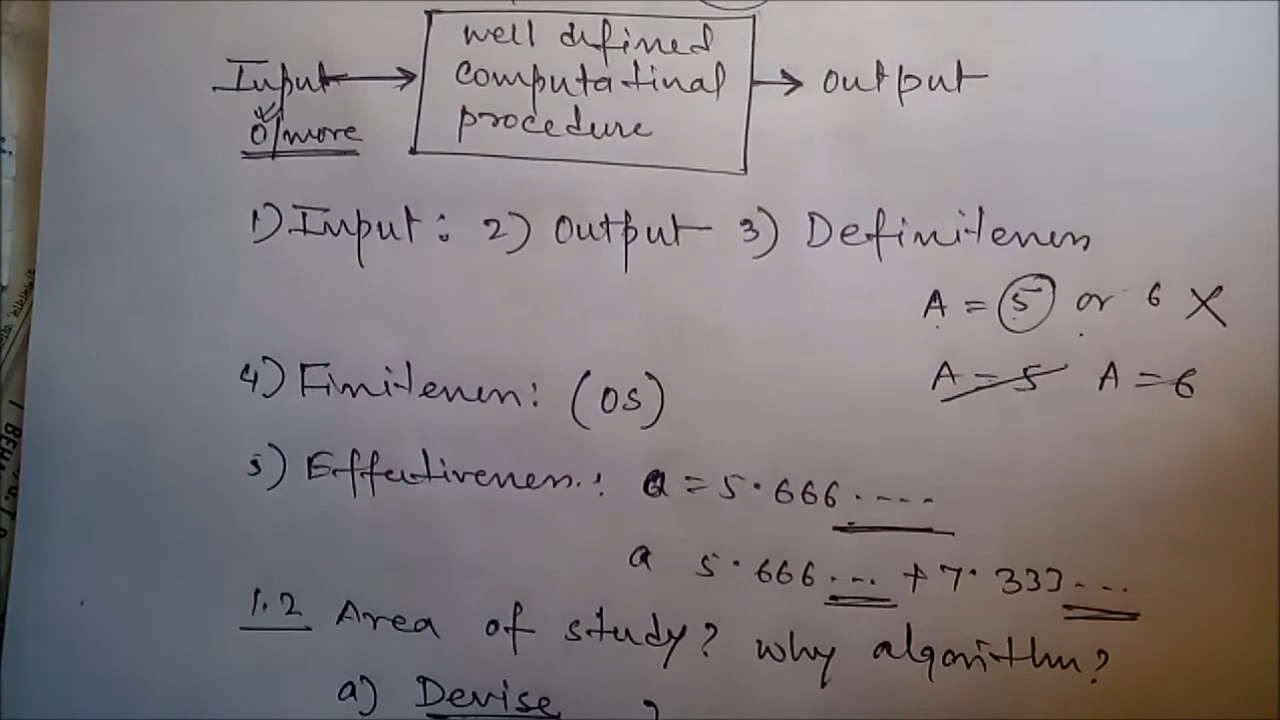 well defined
Input → computational → output
0/more procedure
1) Input: 2) Output 3) Definiteness
A = 5 or 6 X
4) Finiteness: (OS) A = 5 A = 6
5) Effectiveness: a = 5.666....
a 5.666... + 7.333...
1.2 Area of study? Why algorithm?
a) Devise